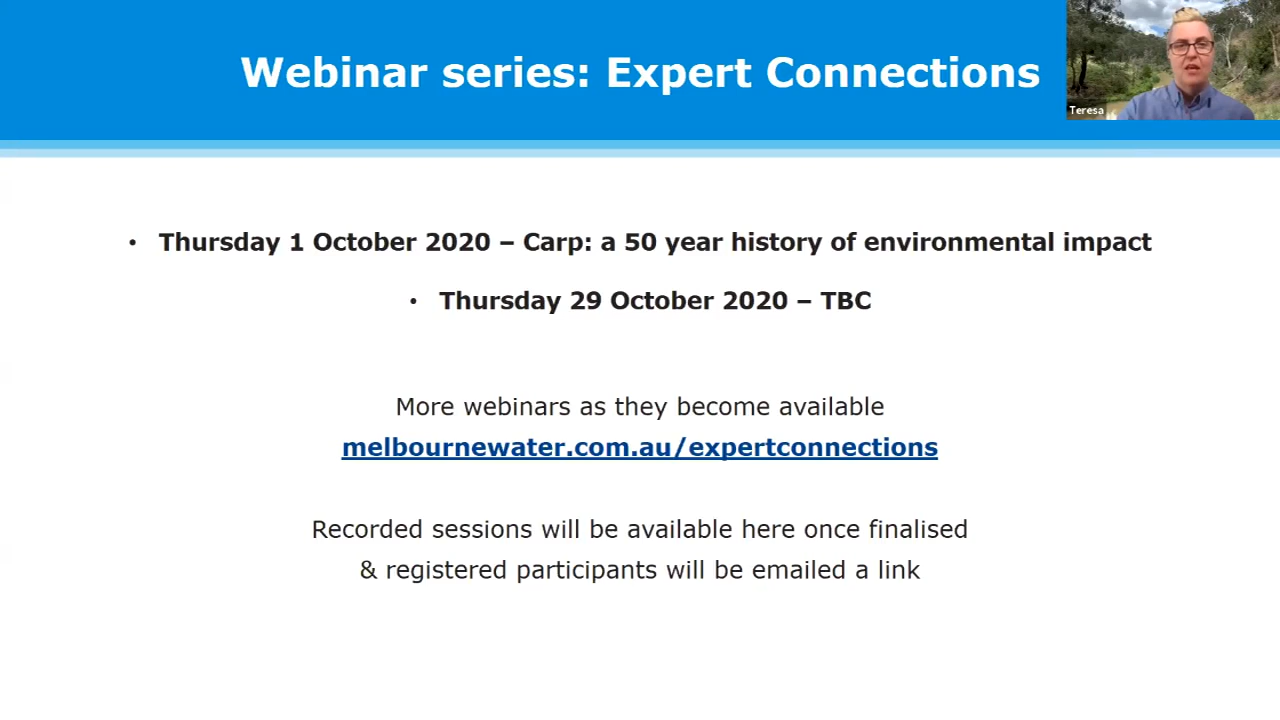 Webinar series: Expert Connections
Teresa
• Thursday 1 October 2020 – Carp: a 50 year history of environmental impact
• Thursday 29 October 2020 – TBC
More webinars as they become available
melbournewater.com.au/expertconnections
Recorded sessions will be available here once finalised
& registered participants will be emailed a link